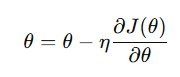 θ = θ − η ∂J(θ)/∂θ